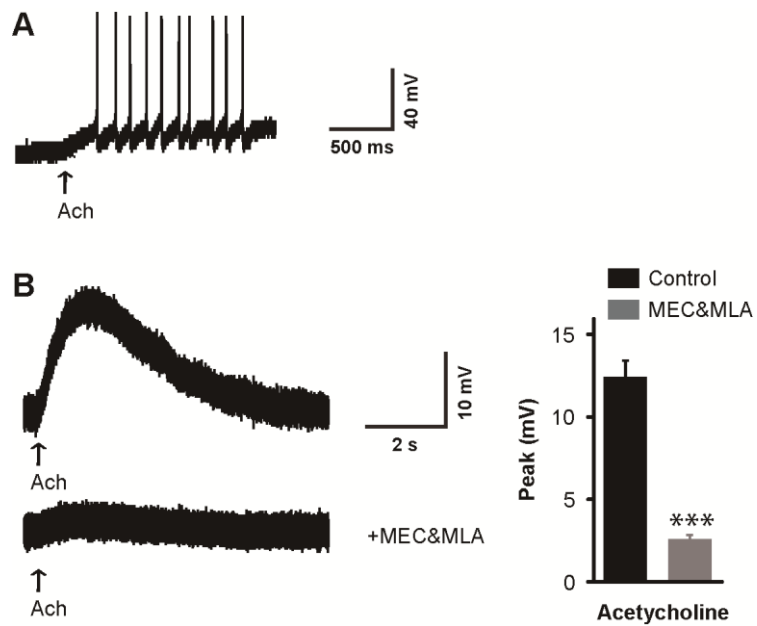 A
40 mV
500 ms
Ach
B
10 mV
2 s
Ach
+MEC&MLA
Ach
Control
MEC&MLA
15
10
5
0
Peak (mV)
***
Acetycholine